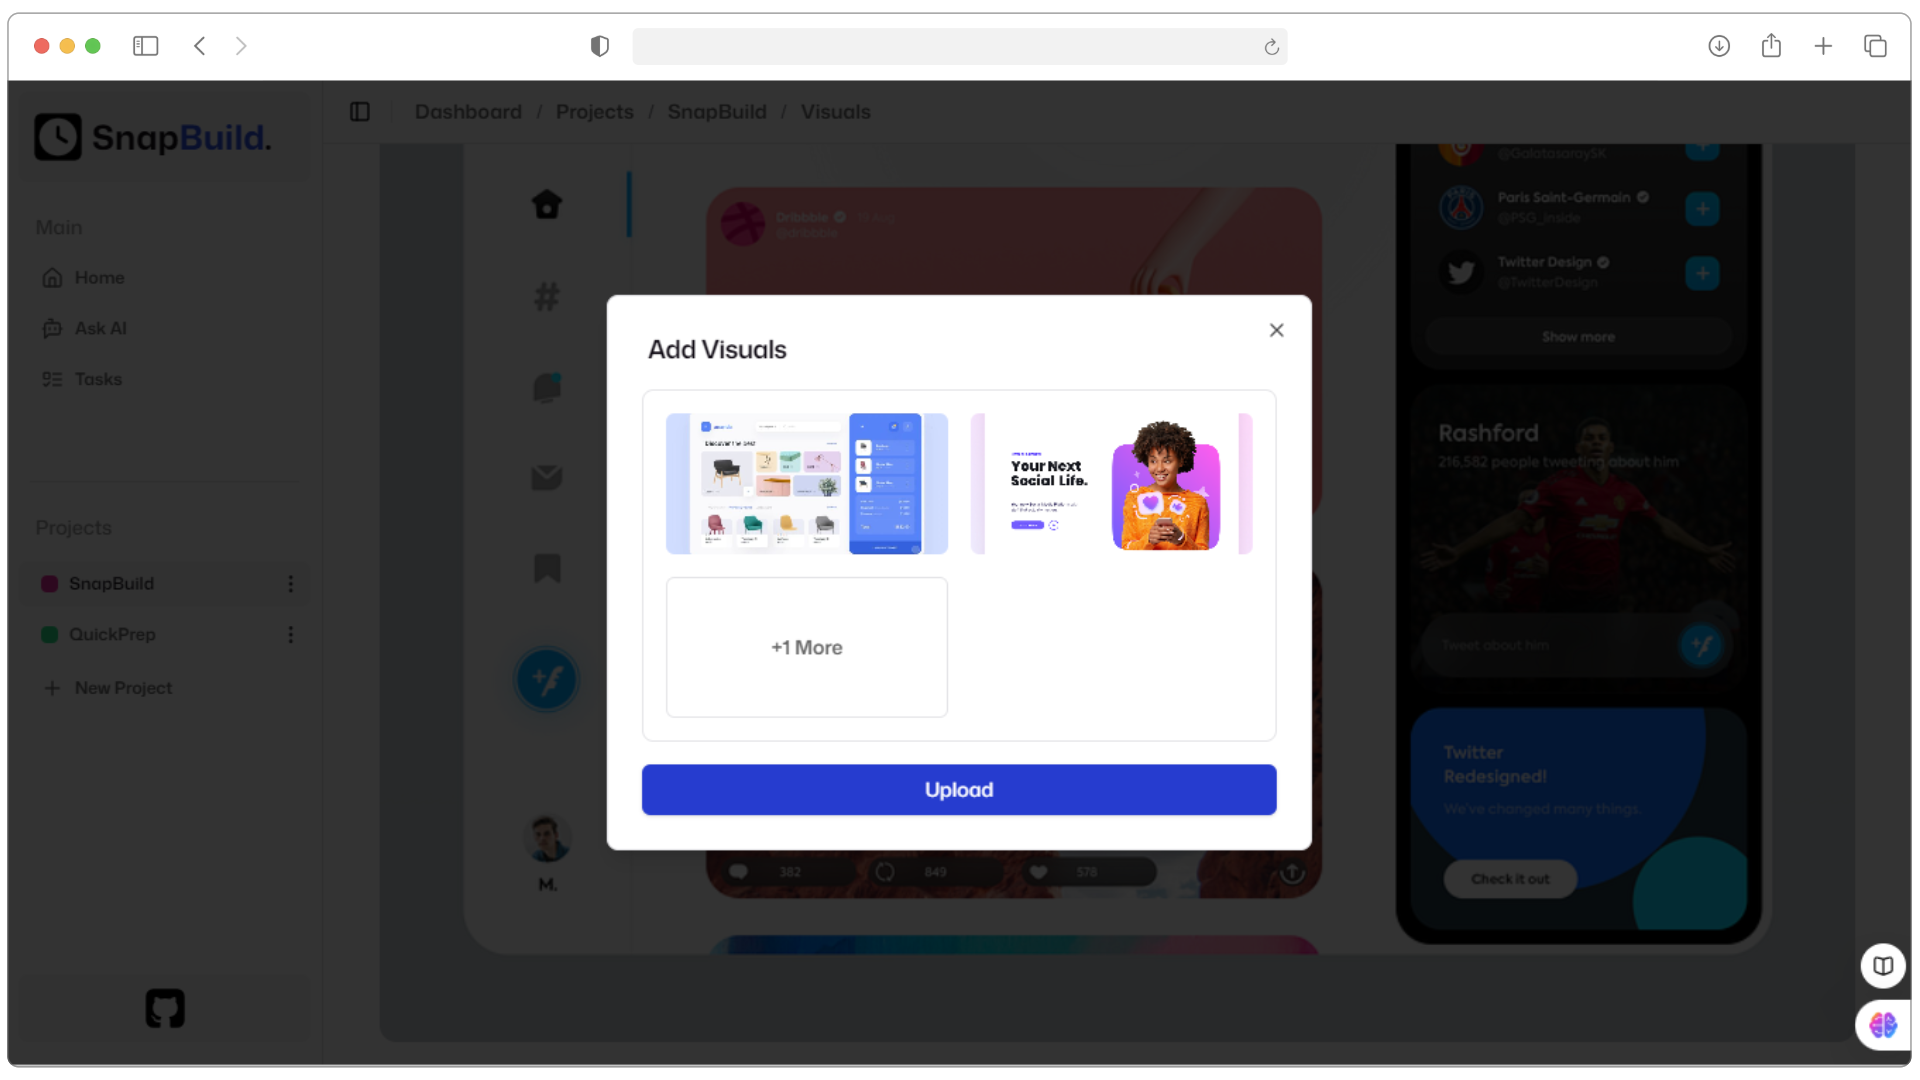 SnapBuild.
Dashboard / Projects / SnapBuild / Visuals
Main
Home
Ask AI
Tasks
Projects
SnapBuild
QuickPrep
New Project
Dribbble 10 Aug
@dribbble
M.
Add Visuals
Discover the best
Your Next
Social Life.
+1 More
Upload
382 849 578
@GalatasaraySK
Paris Saint-Germain
@PSG_inside
Twitter Design
@TwitterDesign
Show more
Rashford
216,582 people tweeting about him
Tweet about him
Twitter
Redesigned!
We've changed many things.
Check it out